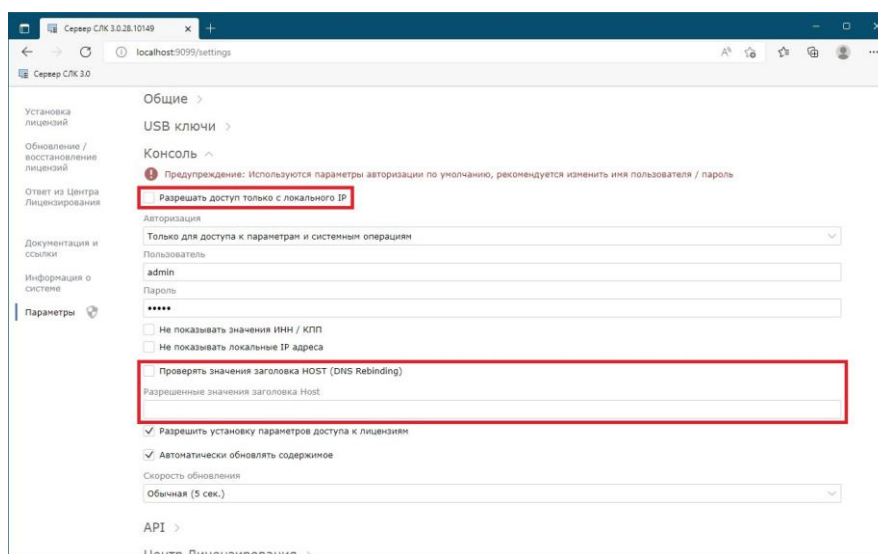 Сервер СЛК 3.0.28.10149
localhost:9099/settings
Сервер СЛК 3.0
Общие
Установка лицензий
USB ключи
Обновление / восстановление лицензий
Консоль
Предупреждение: Используются параметры авторизации по умолчанию, рекомендуется изменить имя пользователя / пароль
Ответ из Центра Лицензирования
Разрешать доступ только с локального IP
Авторизация
Только для доступа к параметрам и системным операциям
Документация и ссылки
Пользователь
admin
Информация о системе
Пароль
•••••
Параметры
Не показывать значения ИНН / КПП
Не показывать локальные IP адреса
Проверять значения заголовка HOST (DNS Rebinding)
Разрешенные значения заголовка Host
Разрешить установку параметров доступа к лицензиям
Автоматически обновлять содержимое
Скорость обновления
Обычная (5 сек.)
API
Центр Лицензирования